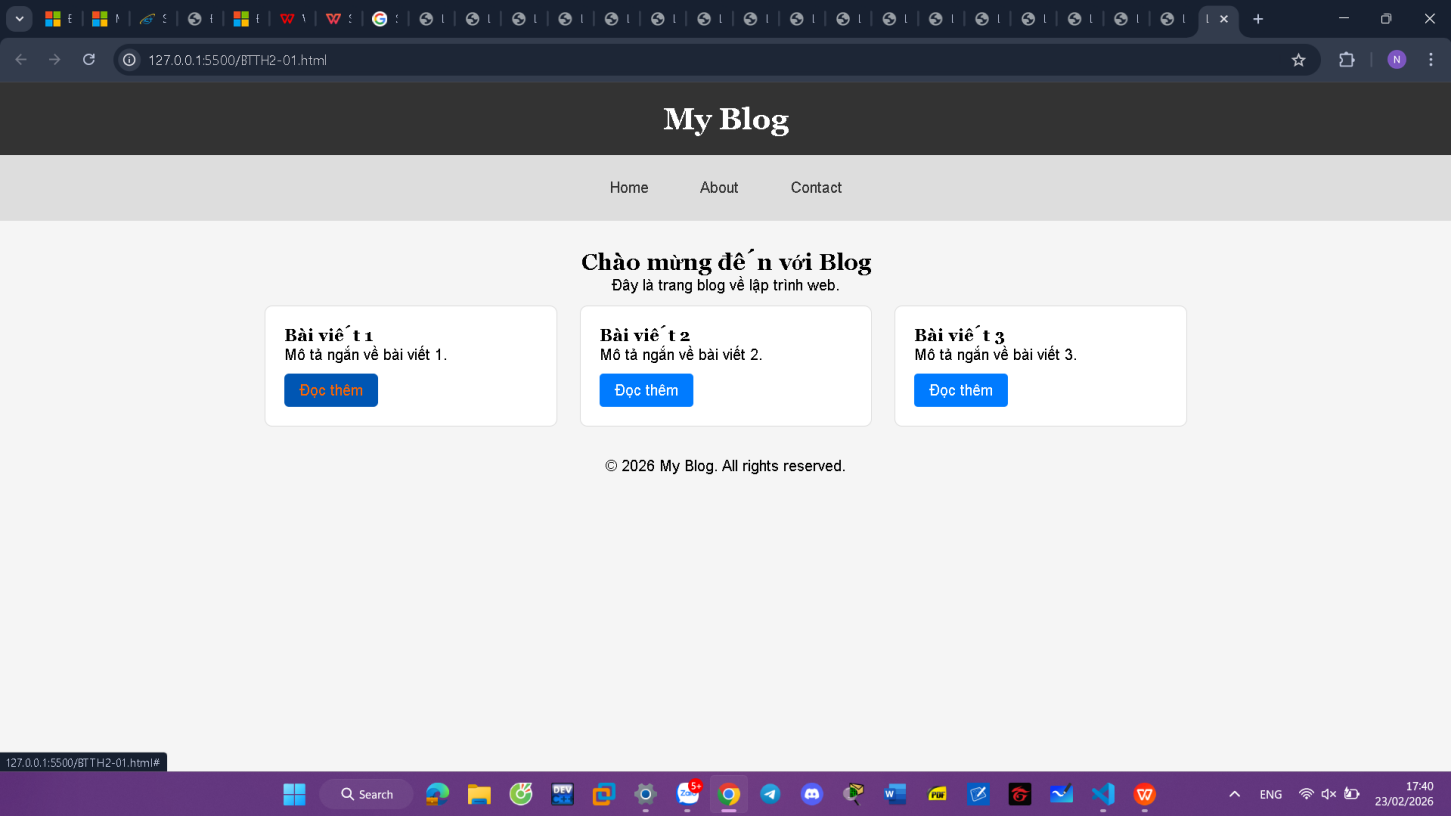 127.0.0.1:5500/BTTH2-01.html
N
My Blog
Home About Contact
Chào mừng đến với Blog
Đây là trang blog về lập trình web.
Bài viết 1
Mô tả ngắn về bài viết 1.
Đọc thêm
Bài viết 2
Mô tả ngắn về bài viết 2.
Đọc thêm
Bài viết 3
Mô tả ngắn về bài viết 3.
Đọc thêm
© 2026 My Blog. All rights reserved.
127.0.0.1:5500/BTTH2-01.html#
Search
DEV
Zalo
5+
PDF
ENG
17:40
23/02/2026